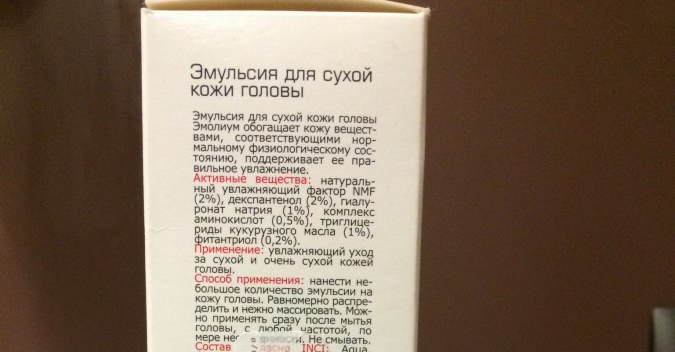 Эмульсия для сухой
кожи головы
Эмульсия для сухой кожи головы
Эмолиум обогащает кожу вещест-
вами, соответствующими нор-
мальному физиологическому сос-
тоянию, поддерживает ее пра-
вильное увлажнение.
Активные вещества: натураль-
ный увлажняющий фактор NMF
(2%), декспантенол (2%), гиалу-
ронат натрия (1%), комплекс
аминокислот (0,5%), триглице-
риды кукурузного масла (1%),
фитантриол (0,2%).
Применение: увлажняющий уход
за сухой и очень сухой кожей
головы.
Способ применения: нанести не-
большое количество эмульсии на
кожу головы. Равномерно распре-
делить и нежно массировать. Мож-
но применять сразу после мытья
головы, с любой частотой, по
мере Не смывать.
Состав INCI: Aqua,